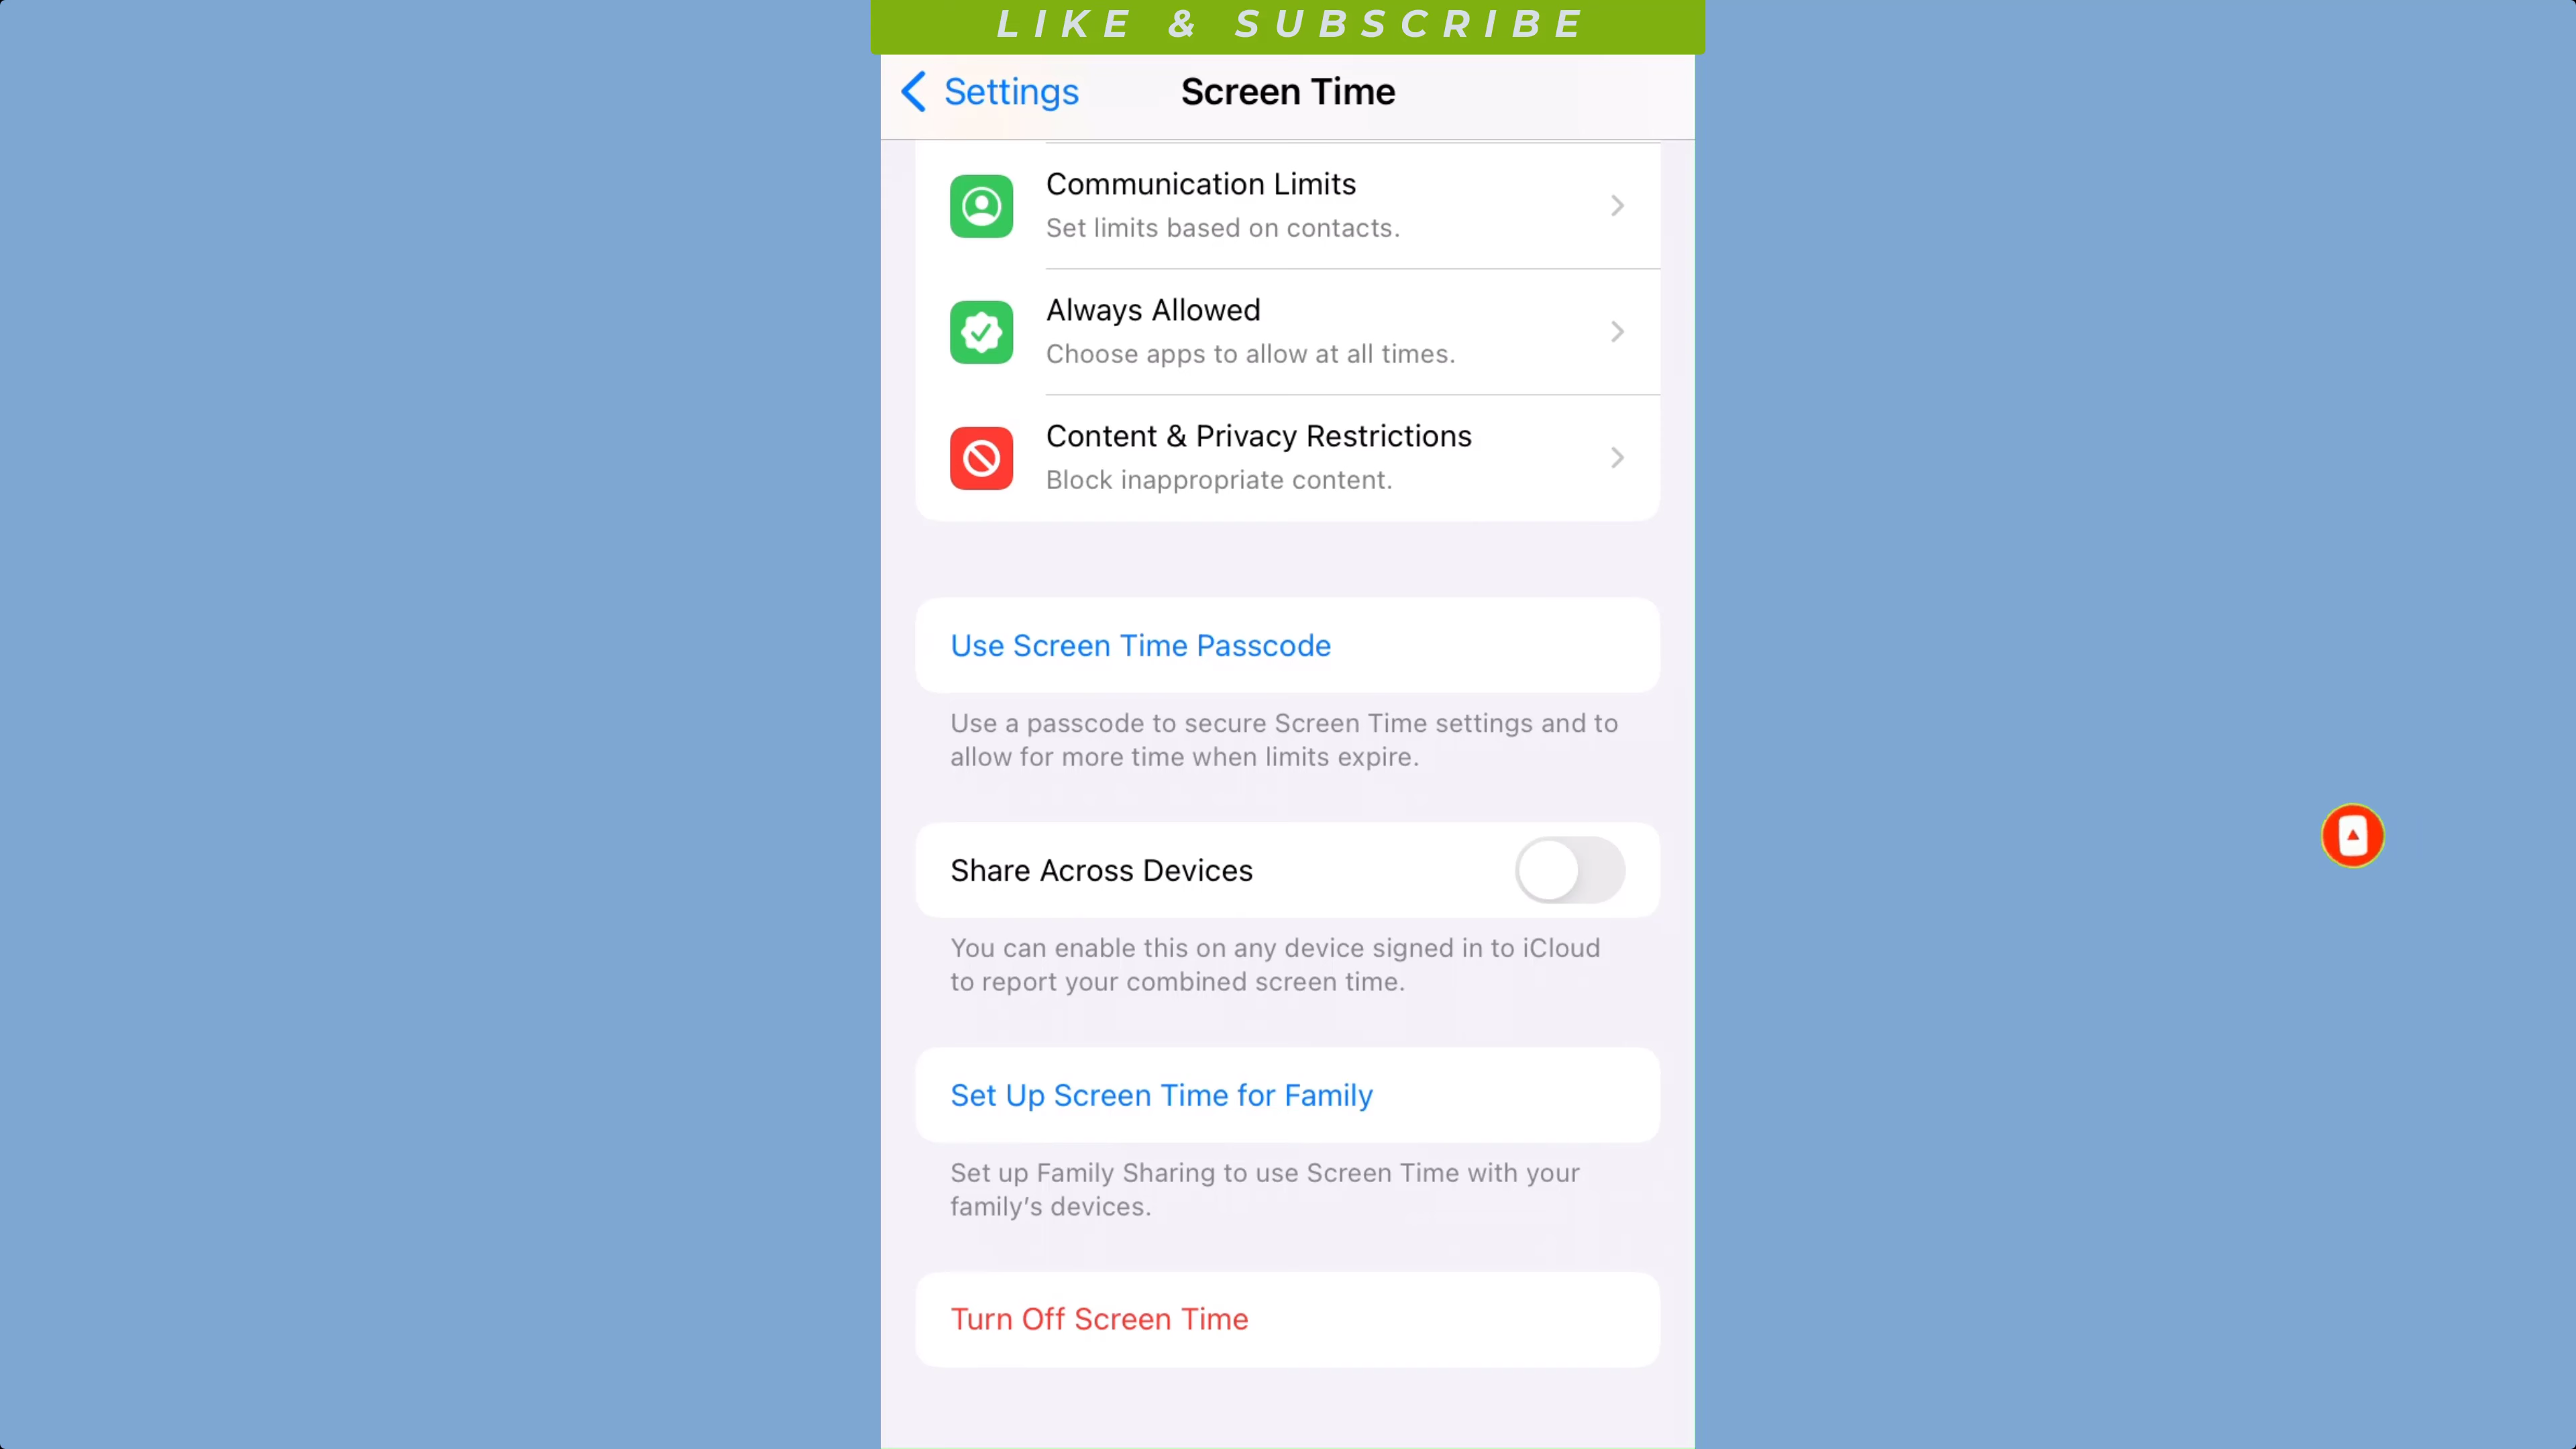 LIKE & SUBSCRIBE
Settings
Screen Time
Communication Limits
Set limits based on contacts.
Always Allowed
Choose apps to allow at all times.
Content & Privacy Restrictions
Block inappropriate content.
Use Screen Time Passcode
Use a passcode to secure Screen Time settings and to
allow for more time when limits expire.
Share Across Devices
You can enable this on any device signed in to iCloud
to report your combined screen time.
Set Up Screen Time for Family
Set up Family Sharing to use Screen Time with your
family’s devices.
Turn Off Screen Time